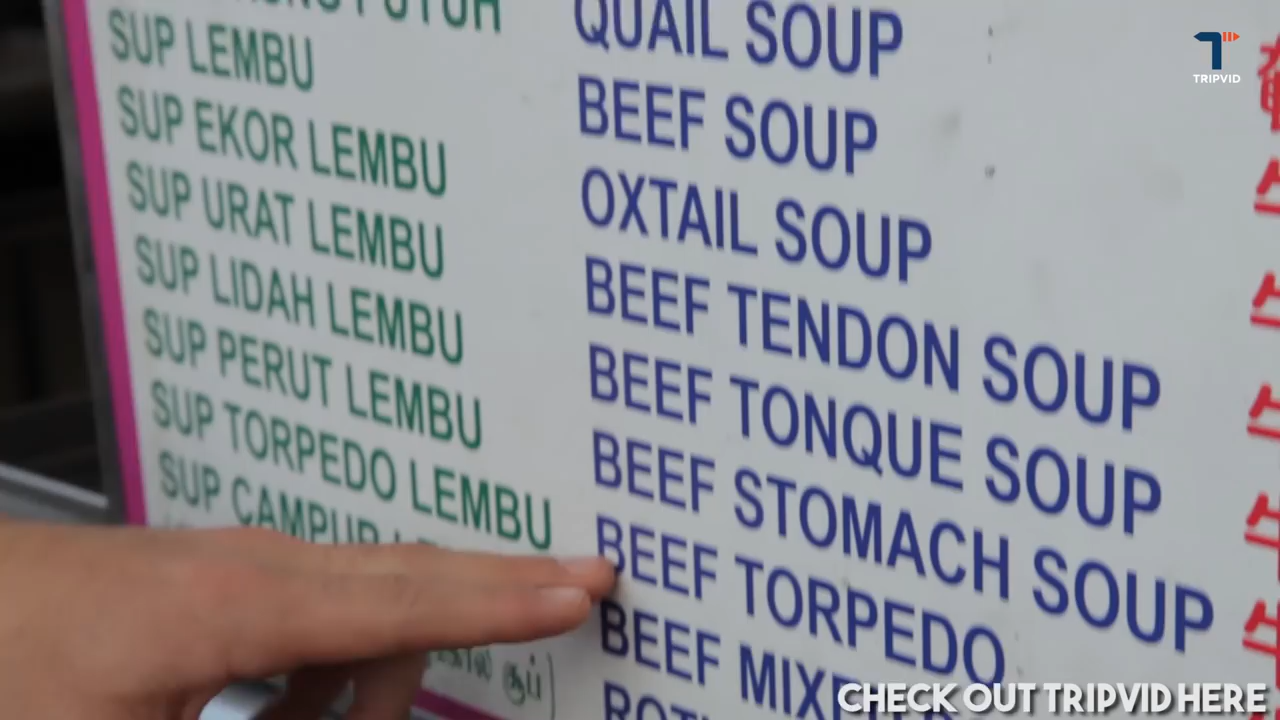 SUP LEMBU
SUP EKOR LEMBU
SUP URAT LEMBU
SUP LIDAH LEMBU
SUP PERUT LEMBU
SUP TORPEDO LEMBU
SUP CAMPUR
QUAIL SOUP
BEEF SOUP
OXTAIL SOUP
BEEF TENDON SOUP
BEEF TONQUE SOUP
BEEF STOMACH SOUP
BEEF TORPEDO
BEEF
TRIPVID
CHECK OUT TRIPVID HERE